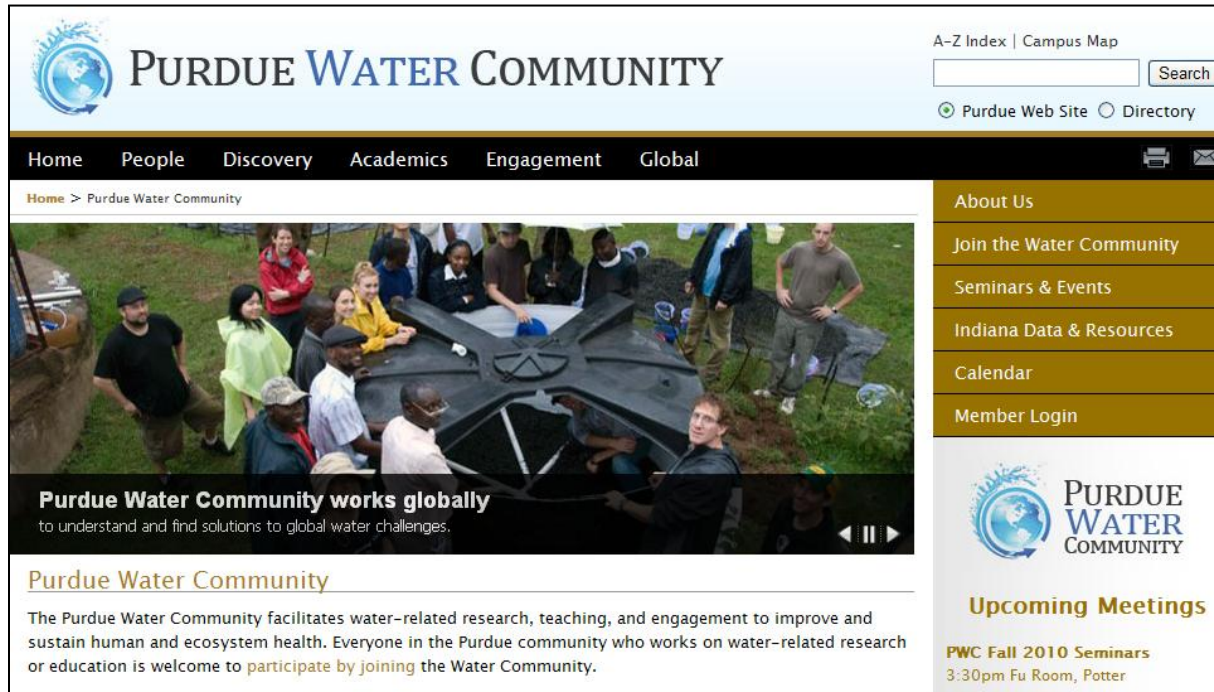 PURDUE WATER COMMUNITY
A-Z Index | Campus Map
Search
Purdue Web Site Directory
Home People Discovery Academics Engagement Global
Home > Purdue Water Community
About Us
Join the Water Community
Seminars & Events
Indiana Data & Resources
Calendar
Member Login
Purdue Water Community works globally
to understand and find solutions to global water challenges.
Purdue Water Community
The Purdue Water Community facilitates water-related research, teaching, and engagement to improve and
sustain human and ecosystem health. Everyone in the Purdue community who works on water-related research
or education is welcome to participate by joining the Water Community.
PURDUE
WATER
COMMUNITY
Upcoming Meetings
PWC Fall 2010 Seminars
3:30pm Fu Room, Potter